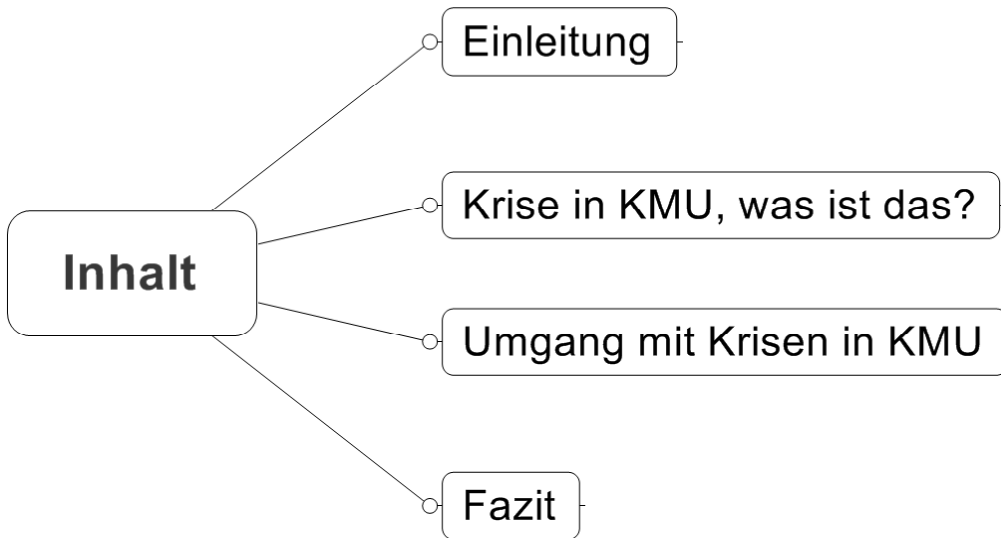 Einleitung
Krise in KMU, was ist das?
Inhalt
Umgang mit Krisen in KMU
Fazit